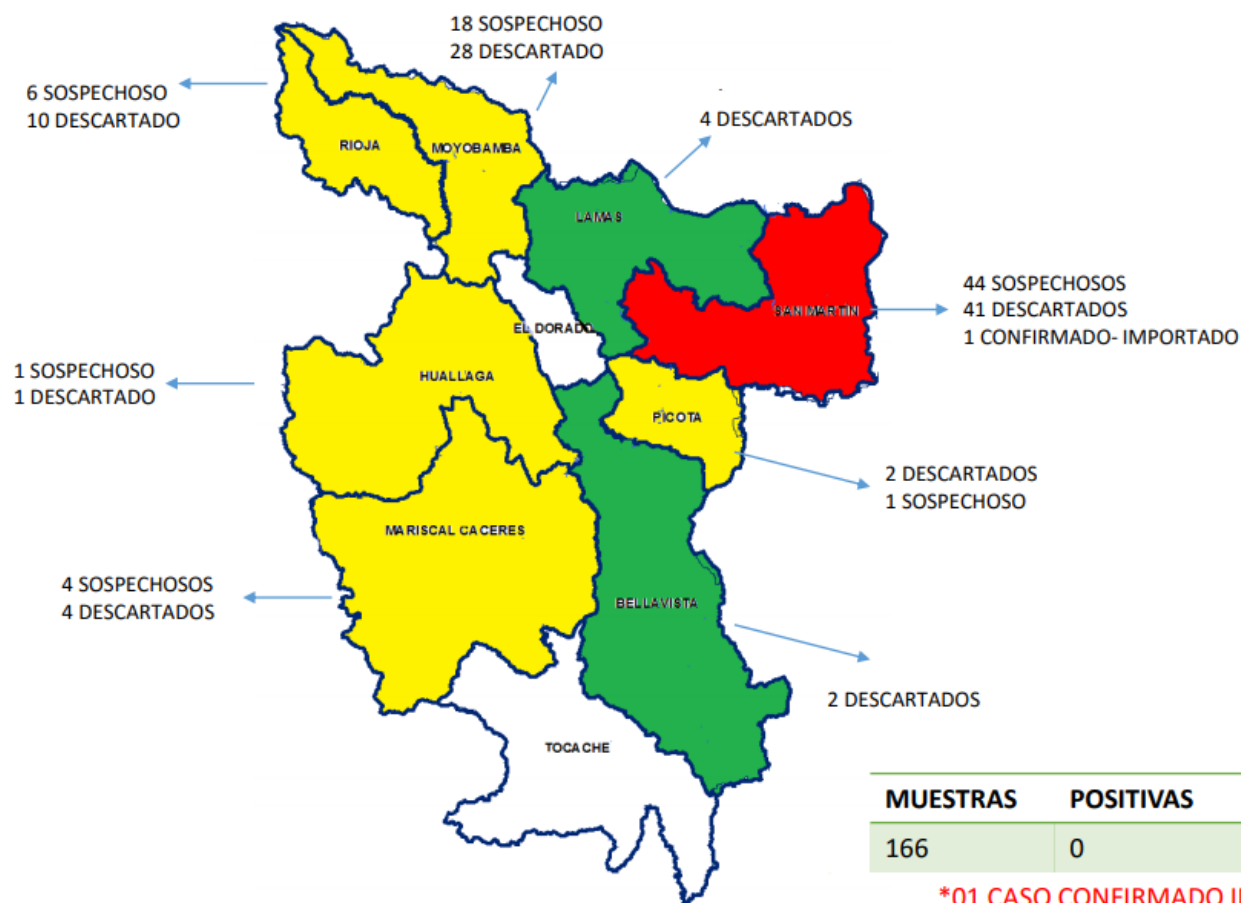 18 SOSPECHOSO
28 DESCARTADO
6 SOSPECHOSO
10 DESCARTADO
4 DESCARTADOS
RIOJA
MOYOBAMBA
LAMAS
44 SOSPECHOSOS
41 DESCARTADOS
1 CONFIRMADO- IMPORTADO
SAN MARTIN
EL DORADO
1 SOSPECHOSO
1 DESCARTADO
HUALLAGA
PICOTA
2 DESCARTADOS
1 SOSPECHOSO
MARISCAL CACERES
4 SOSPECHOSOS
4 DESCARTADOS
BELLAVISTA
2 DESCARTADOS
TOCACHE
MUESTRAS POSITIVAS
166 0
*01 CASO CONFIRMADO